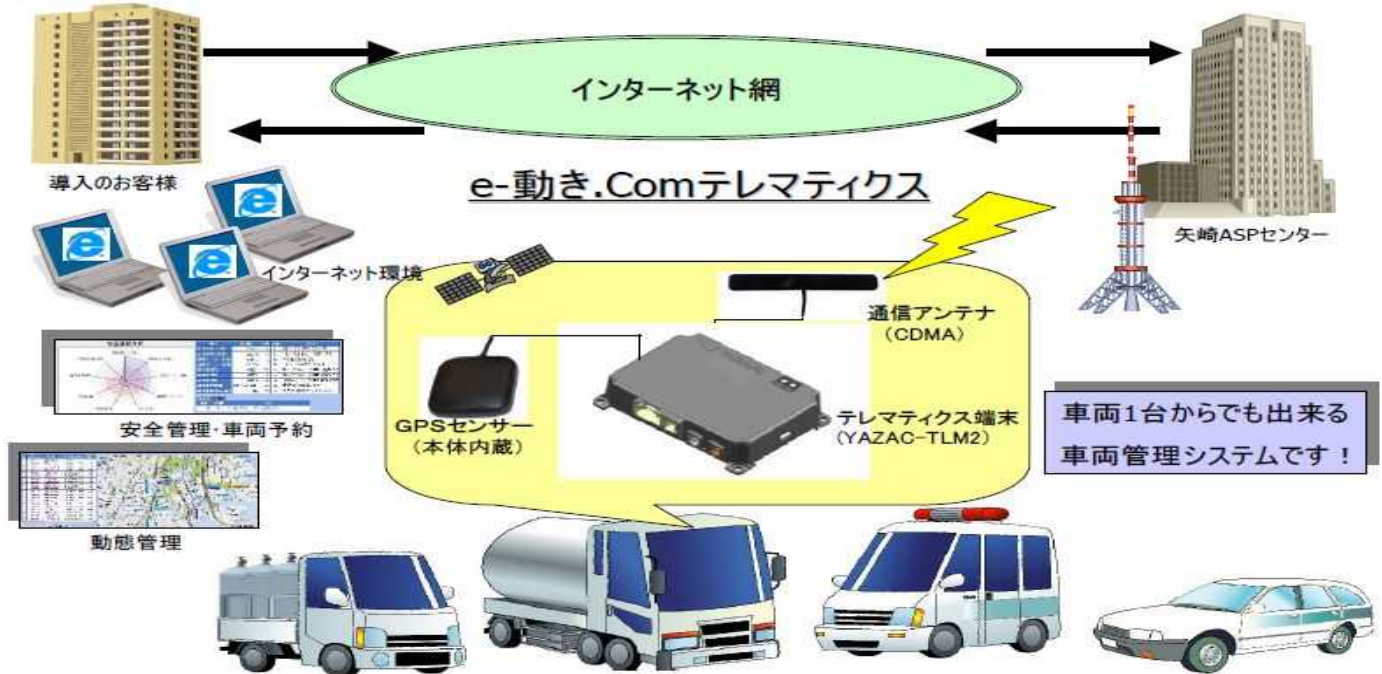 インターネット網
導入のお客様
e-動き.Comテレマティクス
矢崎ASPセンター
インターネット環境
通信アンテナ
(CDMA)
GPSセンサー
(本体内蔵)
テレマティクス端末
(YAZAC-TLM2)
安全管理・車両予約
車両1台からでも出来る
車両管理システムです！
動態管理